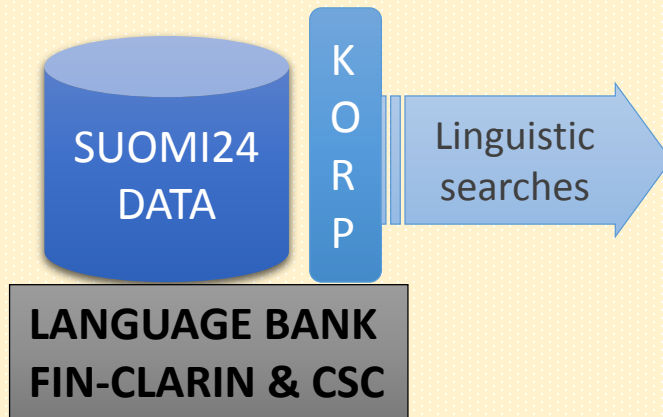 SUOMI24
DATA
K
O
R
P
Linguistic
searches
LANGUAGE BANK
FIN-CLARIN & CSC